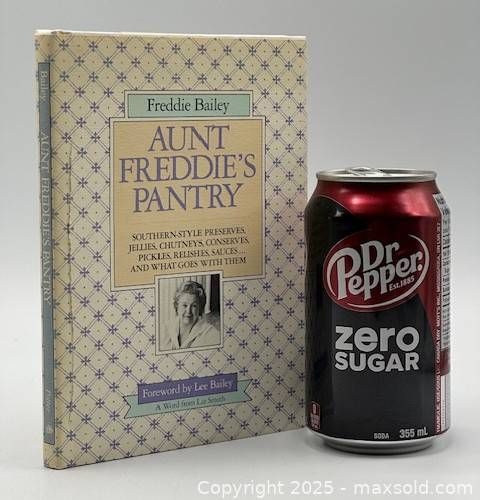 Freddie Bailey
AUNT
FREDDIE'S
PANTRY
SOUTHERN-STYLE PRESERVES,
JELLIES, CHUTNEYS, CONSERVES,
PICKLES, RELISHES, SAUCES ...
AND WHAT GOES WITH THEM
Foreword by Lee Bailey
A Word from Liz Smith
Bailey
AUNT FREDDIE'S PANTRY
Dr
Pepper
Est. 1885
zero
SUGAR
SODA 355 mL
Copyright 2025 - maxsold.com